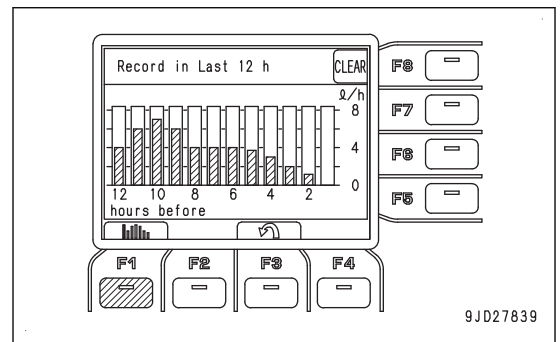 Record in Last 12 h
CLEAR
ℓ/h
8
4
0
12 10 8 6 4 2
hours before
F8
F7
F6
F5
F1 F2 F3 F4
9JD27839